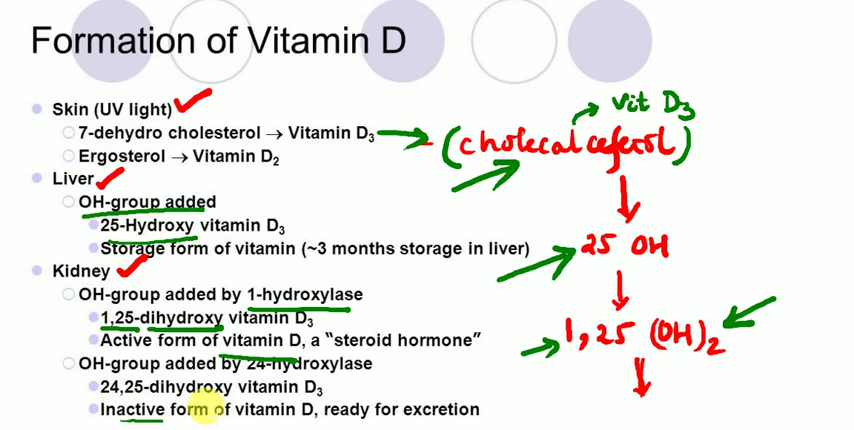 Formation of Vitamin D
Skin (UV light)
7-dehydro cholesterol → Vitamin D3
Ergosterol → Vitamin D2
Liver
OH-group added
25-Hydroxy vitamin D3
Storage form of vitamin (~3 months storage in liver)
Kidney
OH-group added by 1-hydroxylase
1,25-dihydroxy vitamin D3
Active form of vitamin D, a "steroid hormone"
OH-group added by 24-hydroxylase
24,25-dihydroxy vitamin D3
Inactive form of vitamin D, ready for excretion
Vit D3
(cholecalceferol)
25 OH
1,25 (OH)2